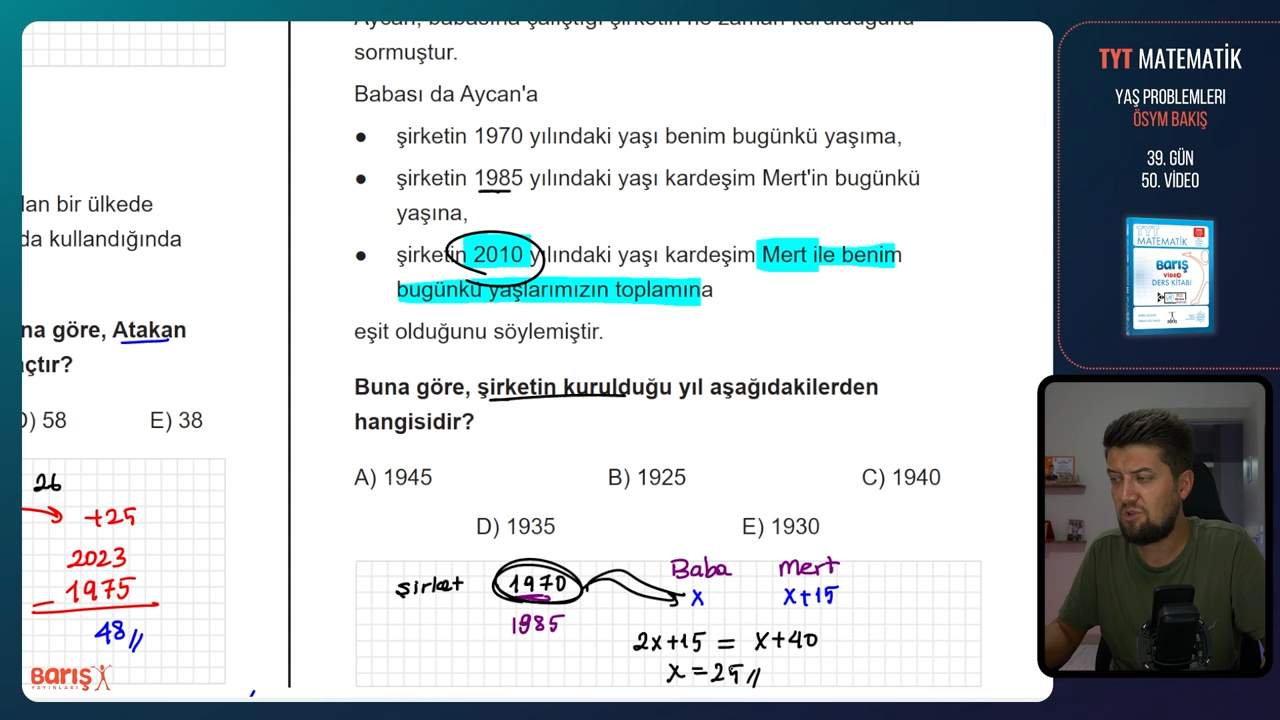 sormuştur.
Babası da Aycan'a
● şirketin 1970 yılındaki yaşı benim bugünkü yaşıma,
● şirketin 1985 yılındaki yaşı kardeşim Mert'in bugünkü
yaşına,
● şirketin 2010 yılındaki yaşı kardeşim Mert ile benim
bugünkü yaşlarımızın toplamına
eşit olduğunu söylemiştir.
Buna göre, şirketin kurulduğu yıl aşağıdakilerden
hangisidir?
A) 1945 B) 1925 C) 1940
D) 1935 E) 1930
şirket 1970 Baba Mert
1985 x x+15
2x+15 = x+40
x = 25 //
lan bir ülkede
da kullandığında
na göre, Atakan
çtır?
) 58 E) 38
26
+25
2023
- 1975
48 //
BARIŞ
YAYINLARI
TYT MATEMATİK
YAŞ PROBLEMLERI
ÖSYM BAKIŞ
39. GÜN
50. VİDEO
TYT
MATEMATİK
BARIŞ
VİDEO
DERS KİTABI